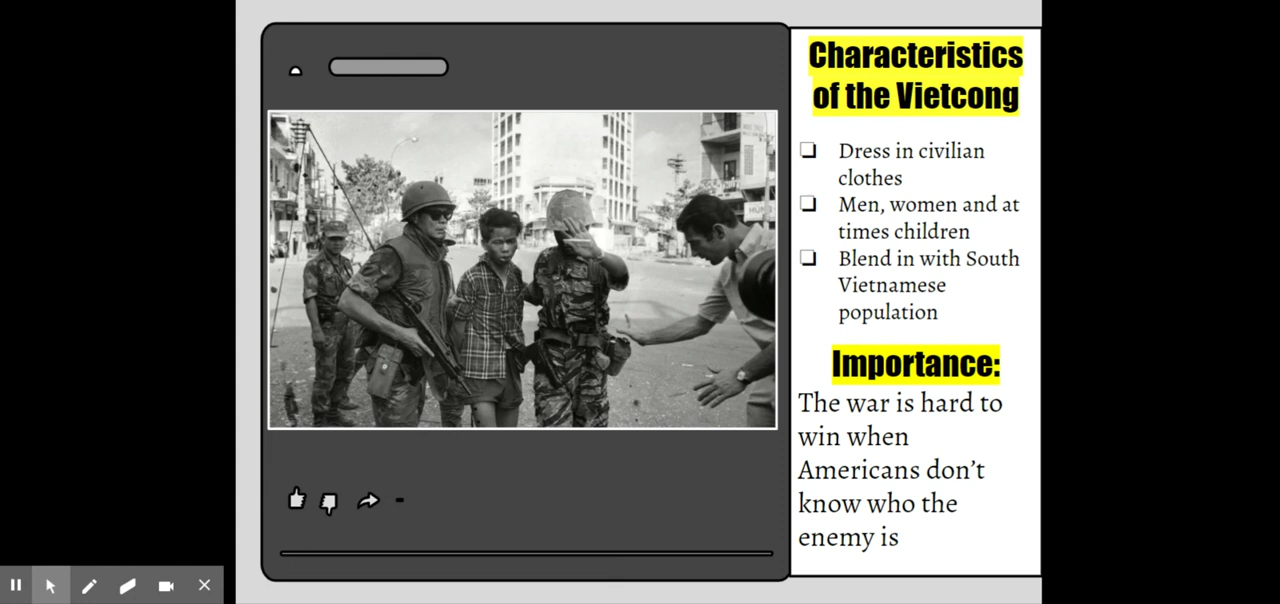 Characteristics
of the Vietcong
❏ Dress in civilian
clothes
❏ Men, women and at
times children
❏ Blend in with South
Vietnamese
population
Importance:
The war is hard to
win when
Americans don’t
know who the
enemy is